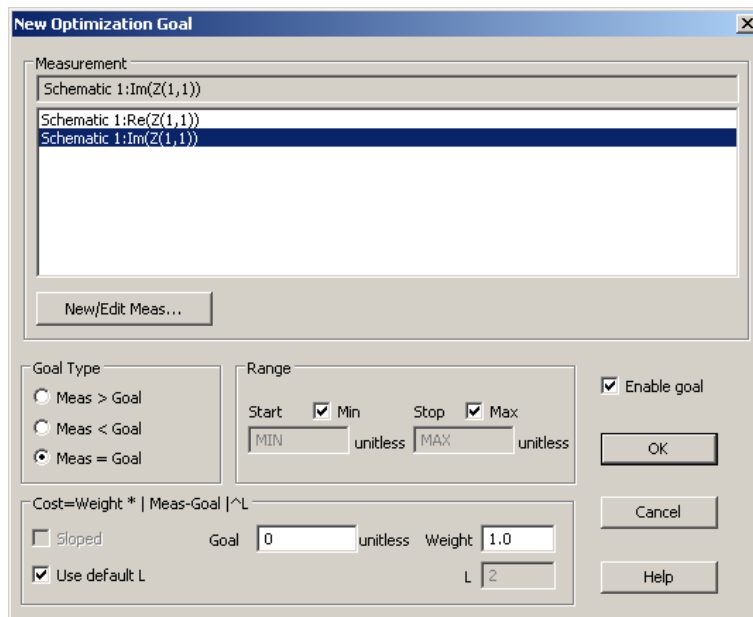 New Optimization Goal
Measurement
Schematic 1:Im(Z(1,1))
Schematic 1:Re(Z(1,1))
Schematic 1:Im(Z(1,1))
New/Edit Meas...
Goal Type
Meas > Goal
Meas < Goal
Meas = Goal
Range
Start Min Stop Max
MIN unitless MAX unitless
Enable goal
OK
Cancel
Help
Cost=Weight * | Meas-Goal |^L
Sloped Goal 0 unitless Weight 1.0
Use default L L 2